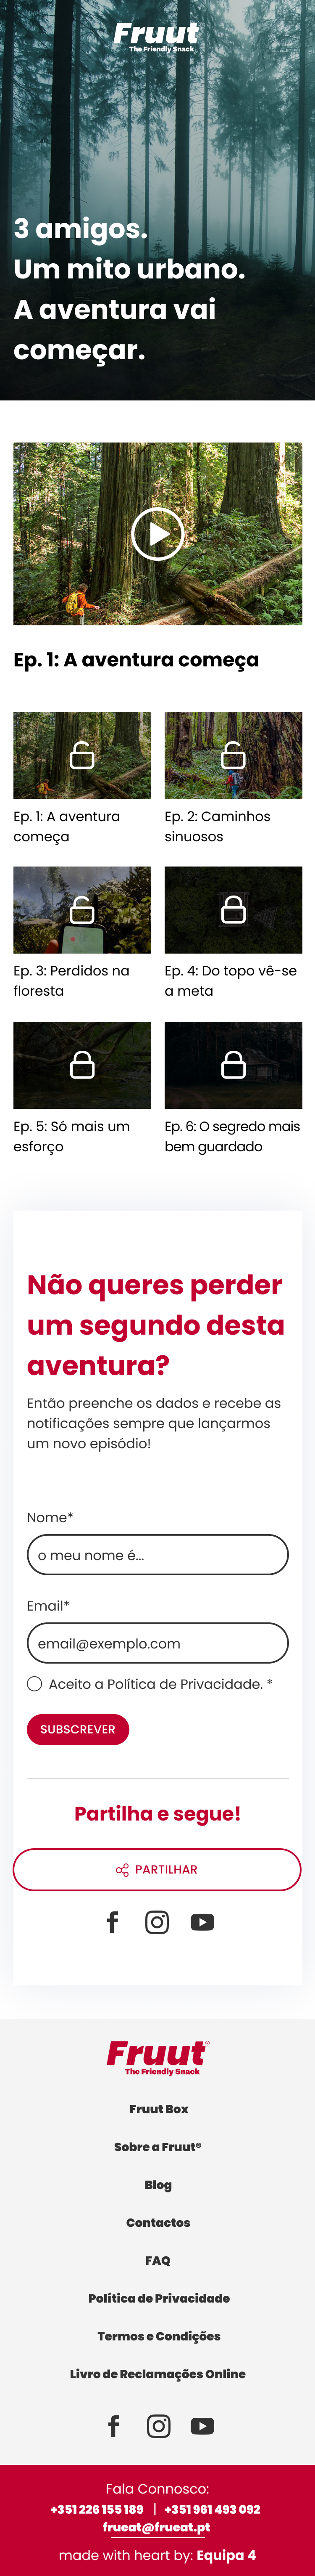 Fruut
The Friendly Snack
3 amigos.
Um mito urbano.
A aventura vai
começar.
Ep. 1: A aventura começa
Ep. 1: A aventura
começa
Ep. 2: Caminhos
sinuosos
Ep. 3: Perdidos na
floresta
Ep. 4: Do topo vê-se
a meta
Ep. 5: Só mais um
esforço
Ep. 6: O segredo mais
bem guardado
Não queres perder
um segundo desta
aventura?
Então preenche os dados e recebe as
notificações sempre que lançarmos
um novo episódio!
Nome*
o meu nome é...
Email*
email@exemplo.com
Aceito a Política de Privacidade. *
SUBSCREVER
Partilha e segue!
PARTILHAR
Fruut®
The Friendly Snack
Fruut Box
Sobre a Fruut®
Blog
Contactos
FAQ
Política de Privacidade
Termos e Condições
Livro de Reclamações Online
Fala Connosco:
+351 226 155 189 | +351 961 493 092
frueat@frueat.pt
made with heart by: Equipa 4